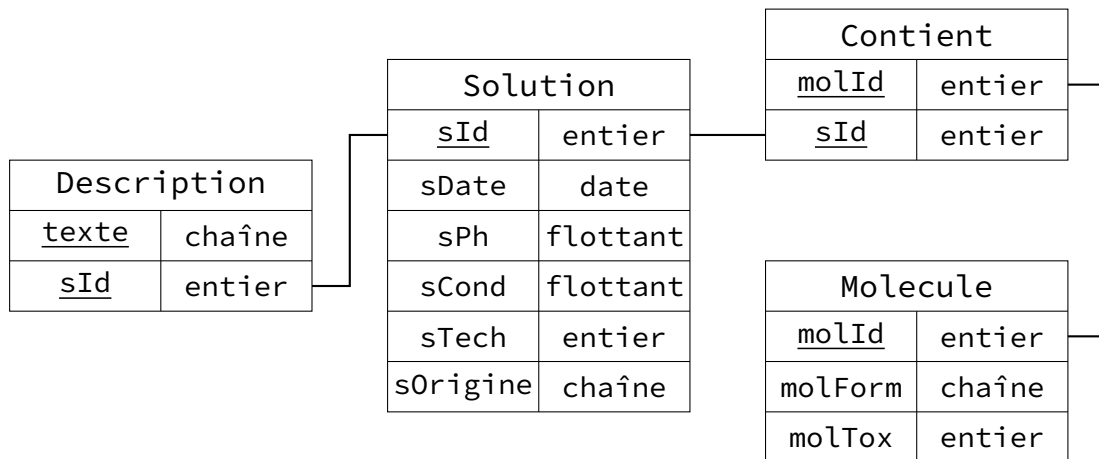 Description
texte chaîne
sId entier
Solution
sId entier
sDate date
sPh flottant
sCond flottant
sTech entier
sOrigine chaîne
Contient
molId entier
sId entier
Molecule
molId entier
molForm chaîne
molTox entier